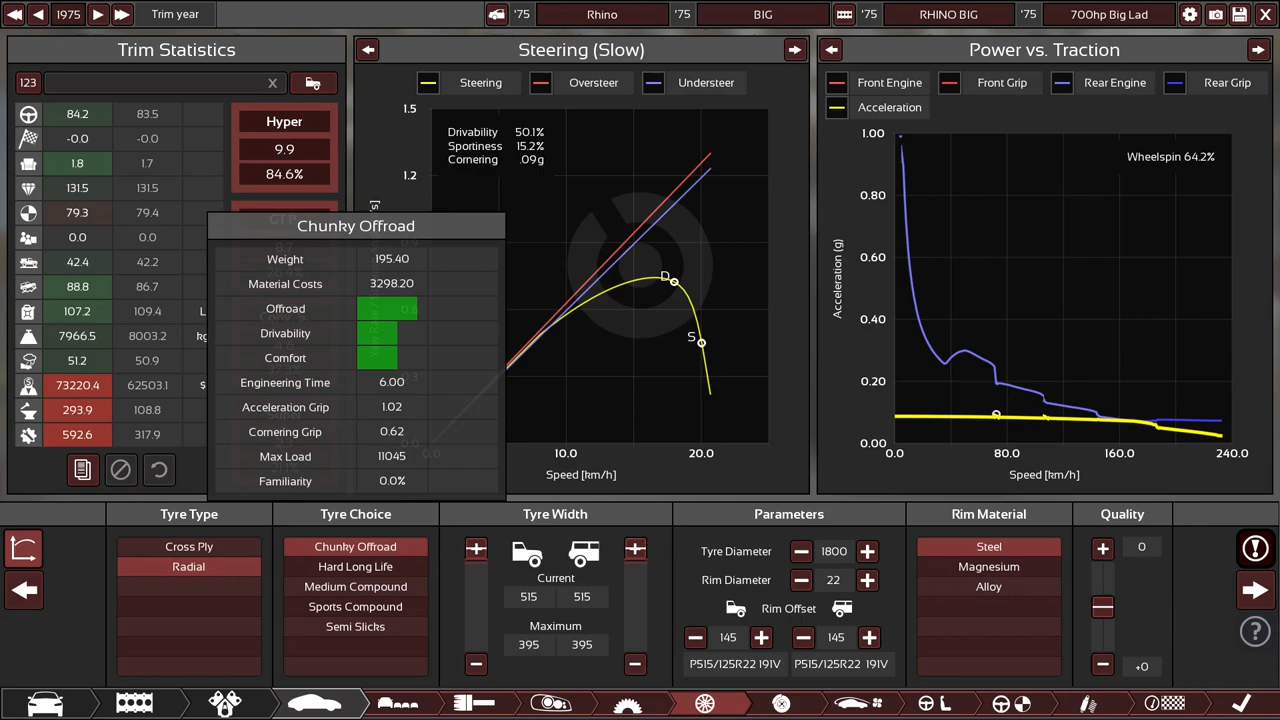 1975
Trim year
'75
Rhino
'75
BIG
'75
RHINO BIG
'75
700hp Big Lad
Trim Statistics
Steering (Slow)
Power vs. Traction
123
x
84.2 83.5
-0.0 -0.0
1.8 1.7
131.5 131.5
79.3 79.4
0.0 0.0
42.4 42.2
88.8 86.7
107.2 109.4 L
7966.5 8003.2 kg
51.2 50.9
73220.4 62503.1 $
293.9 108.8
592.6 317.9
Hyper
9.9
84.6%
Chunky Offroad
Weight 195.40
Material Costs 3298.20
Offroad
Drivability
Comfort
Engineering Time 6.00
Acceleration Grip 1.02
Cornering Grip 0.62
Max Load 11045
Familiarity 0.0%
Steering
Oversteer
Understeer
1.5
1.2
Drivability 50.1%
Sportiness 15.2%
Cornering .09g
D
S
0.0
10.0
20.0
Speed [km/h]
Front Engine
Front Grip
Rear Engine
Rear Grip
Acceleration
Wheelspin 64.2%
Acceleration (g)
1.00
0.80
0.60
0.40
0.20
0.00
0.0
80.0
160.0
240.0
Speed [km/h]
Tyre Type
Cross Ply
Radial
Tyre Choice
Chunky Offroad
Hard Long Life
Medium Compound
Sports Compound
Semi Slicks
Tyre Width
Current
515 515
Maximum
395 395
Parameters
Tyre Diameter
1800
Rim Diameter
22
Rim Offset
145
145
P515/125R22 191V
P515/125R22 191V
Rim Material
Steel
Magnesium
Alloy
Quality
0
+0